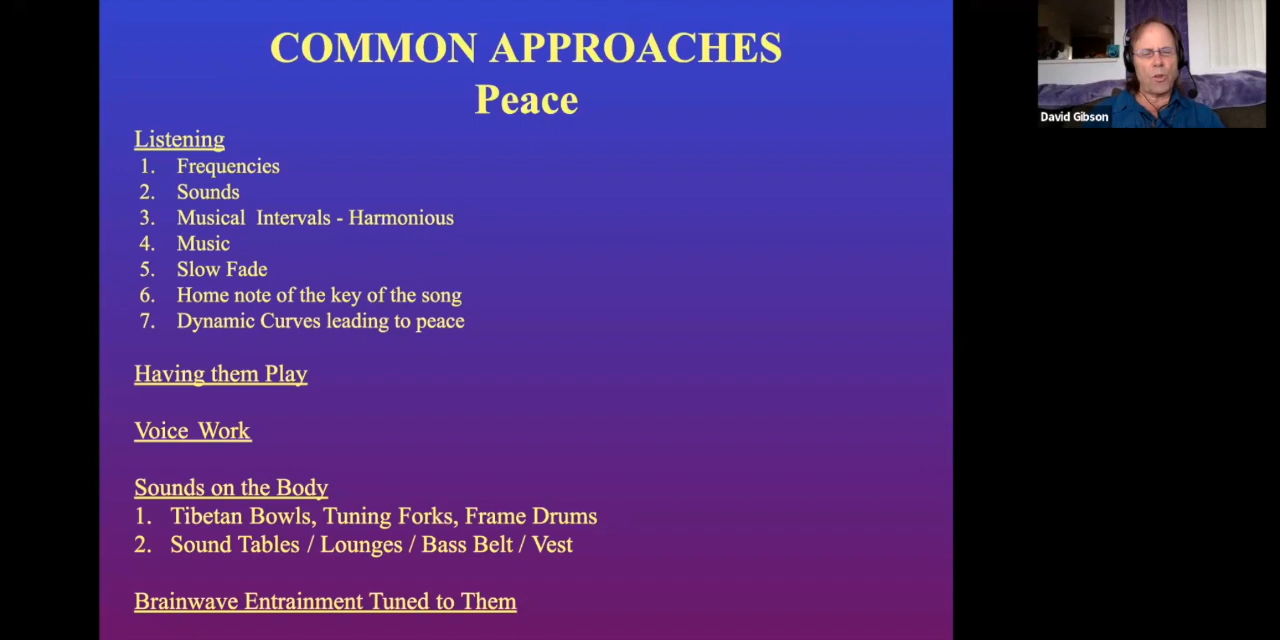 COMMON APPROACHES
Peace
Listening
1. Frequencies
2. Sounds
3. Musical Intervals - Harmonious
4. Music
5. Slow Fade
6. Home note of the key of the song
7. Dynamic Curves leading to peace
Having them Play
Voice Work
Sounds on the Body
1. Tibetan Bowls, Tuning Forks, Frame Drums
2. Sound Tables / Lounges / Bass Belt / Vest
Brainwave Entrainment Tuned to Them
David Gibson